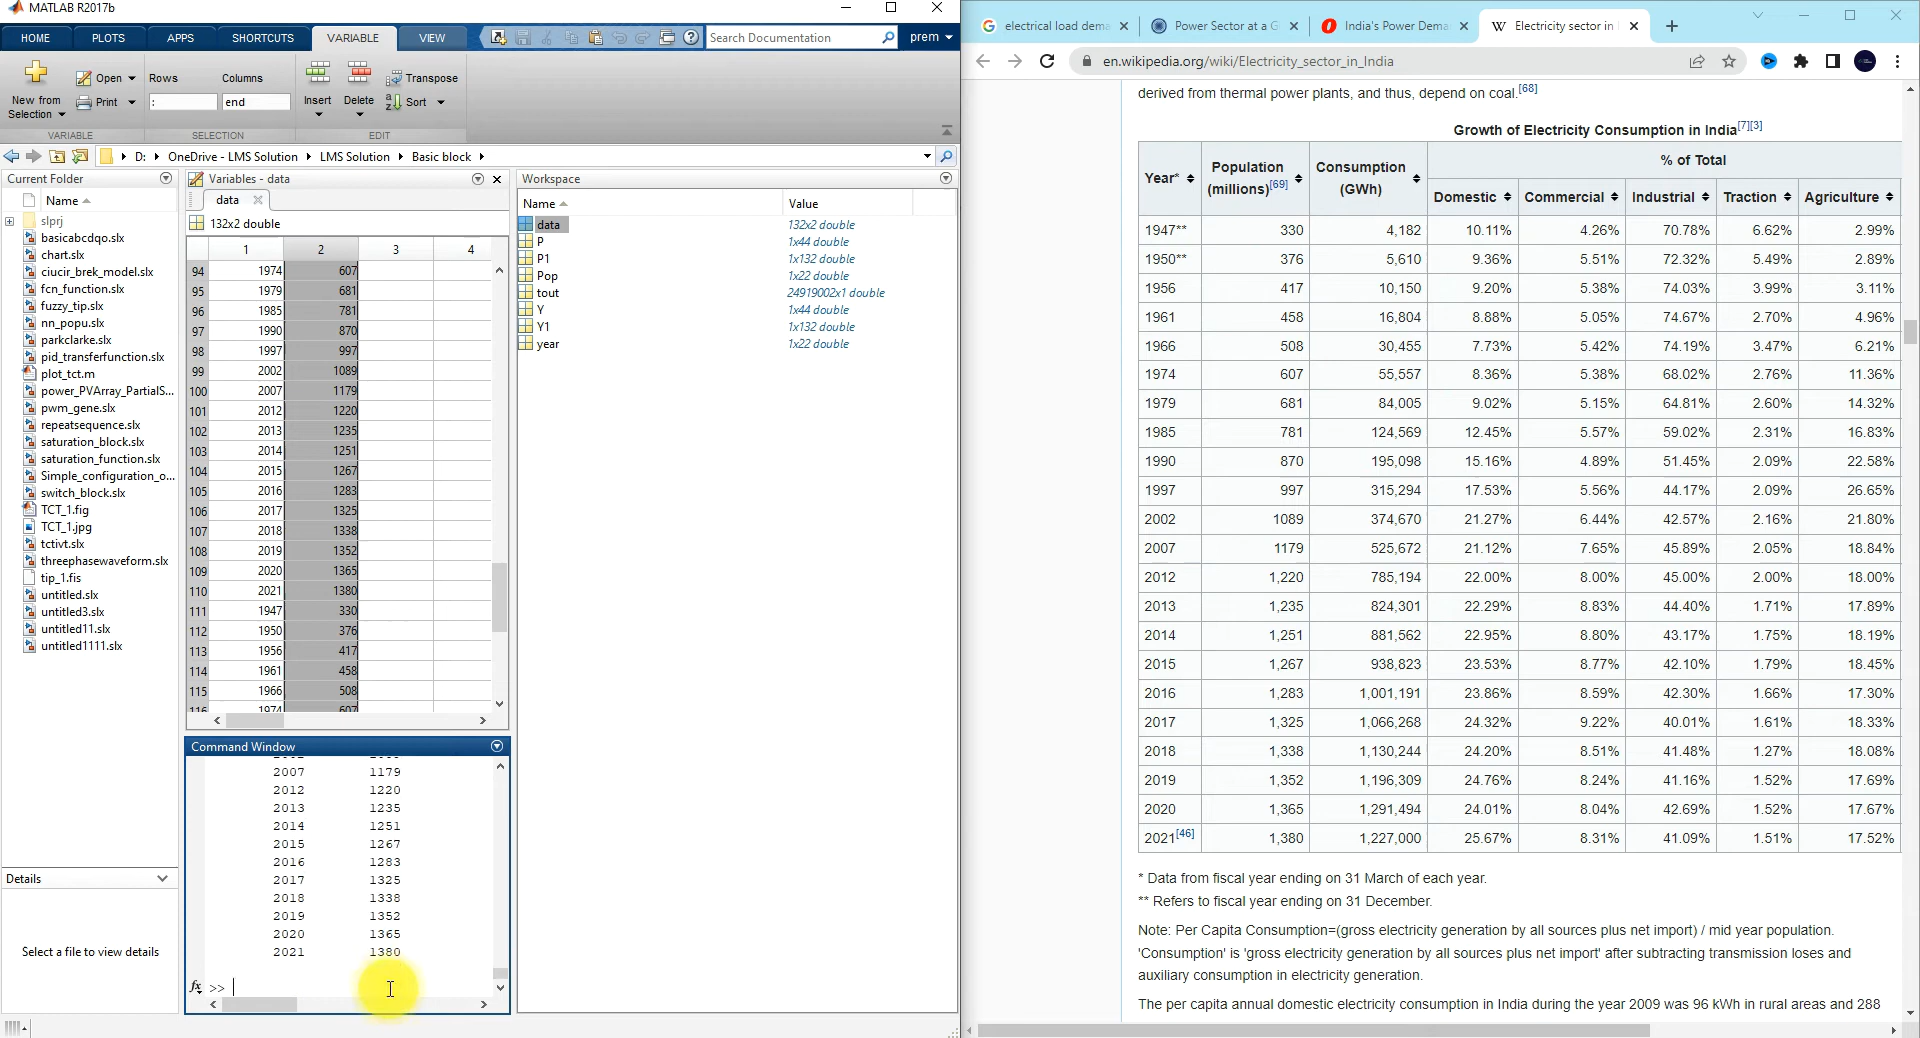 MATLAB R2017b
HOME PLOTS APPS SHORTCUTS VARIABLE VIEW Search Documentation prem
New from Selection Open Print Rows : Columns end Insert Delete Transpose Sort
VARIABLE SELECTION EDIT
D: OneDrive - LMS Solution LMS Solution Basic block
Current Folder
Name
slprj
basicabcdqo.slx
chart.slx
ciucir_brek_model.slx
fcn_function.slx
fuzzy_tip.slx
nn_popu.slx
parkclarke.slx
pid_transferfunction.slx
plot_tct.m
power_PVArray_PartialS...
pwm_gene.slx
repeatsequence.slx
saturation_block.slx
saturation_function.slx
Simple_configuration_o...
switch_block.slx
TCT_1.fig
TCT_1.jpg
tctivt.slx
threephasewaveform.slx
tip_1.fis
untitled.slx
untitled3.slx
untitled11.slx
untitled1111.slx
Details
Select a file to view details
Variables - data
data
132x2 double
1 2 3 4
94 1974 607
95 1979 681
96 1985 781
97 1990 870
98 1997 997
99 2002 1089
100 2007 1179
101 2012 1220
102 2013 1235
103 2014 1251
104 2015 1267
105 2016 1283
106 2017 1325
107 2018 1338
108 2019 1352
109 2020 1365
110 2021 1380
111 1947 330
112 1950 376
113 1956 417
114 1961 458
115 1966 508
116 1974 607
Command Window
2007 1179
2012 1220
2013 1235
2014 1251
2015 1267
2016 1283
2017 1325
2018 1338
2019 1352
2020 1365
2021 1380
fx >>
Workspace
Name Value
data 132x2 double
P 1x44 double
P1 1x132 double
Pop 1x22 double
tout 24919002x1 double
Y 1x44 double
Y1 1x132 double
year 1x22 double
electrical load dema Power Sector at a G India's Power Dema Electricity sector in
en.wikipedia.org/wiki/Electricity_sector_in_India
derived from thermal power plants, and thus, depend on coal.[68]
Growth of Electricity Consumption in India[7][3]
Year* Population (millions)[69] Consumption (GWh) % of Total
Domestic Commercial Industrial Traction Agriculture
1947** 330 4,182 10.11% 4.26% 70.78% 6.62% 2.99%
1950** 376 5,610 9.36% 5.51% 72.32% 5.49% 2.89%
1956 417 10,150 9.20% 5.38% 74.03% 3.99% 3.11%
1961 458 16,804 8.88% 5.05% 74.67% 2.70% 4.96%
1966 508 30,455 7.73% 5.42% 74.19% 3.47% 6.21%
1974 607 55,557 8.36% 5.38% 68.02% 2.76% 11.36%
1979 681 84,005 9.02% 5.15% 64.81% 2.60% 14.32%
1985 781 124,569 12.45% 5.57% 59.02% 2.31% 16.83%
1990 870 195,098 15.16% 4.89% 51.45% 2.09% 22.58%
1997 997 315,294 17.53% 5.56% 44.17% 2.09% 26.65%
2002 1089 374,670 21.27% 6.44% 42.57% 2.16% 21.80%
2007 1179 525,672 21.12% 7.65% 45.89% 2.05% 18.84%
2012 1,220 785,194 22.00% 8.00% 45.00% 2.00% 18.00%
2013 1,235 824,301 22.29% 8.83% 44.40% 1.71% 17.89%
2014 1,251 881,562 22.95% 8.80% 43.17% 1.75% 18.19%
2015 1,267 938,823 23.53% 8.77% 42.10% 1.79% 18.45%
2016 1,283 1,001,191 23.86% 8.59% 42.30% 1.66% 17.30%
2017 1,325 1,066,268 24.32% 9.22% 40.01% 1.61% 18.33%
2018 1,338 1,130,244 24.20% 8.51% 41.48% 1.27% 18.08%
2019 1,352 1,196,309 24.76% 8.24% 41.16% 1.52% 17.69%
2020 1,365 1,291,494 24.01% 8.04% 42.69% 1.52% 17.67%
2021[46] 1,380 1,227,000 25.67% 8.31% 41.09% 1.51% 17.52%
* Data from fiscal year ending on 31 March of each year.
** Refers to fiscal year ending on 31 December.
Note: Per Capita Consumption=(gross electricity generation by all sources plus net import) / mid year population.
'Consumption' is 'gross electricity generation by all sources plus net import' after subtracting transmission loses and
auxiliary consumption in electricity generation.
The per capita annual domestic electricity consumption in India during the year 2009 was 96 kWh in rural areas and 288